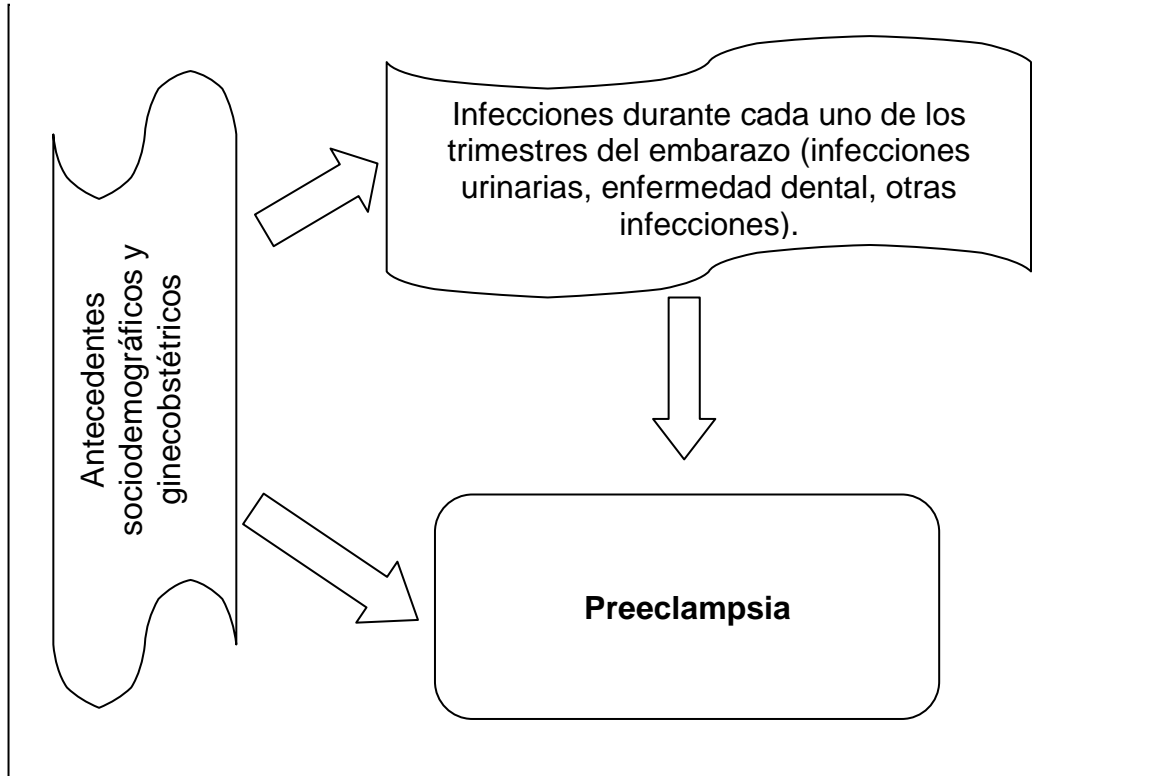 Infecciones durante cada uno de los
trimestres del embarazo (infecciones
urinarias, enfermedad dental, otras
infecciones).
Antecedentes
sociodemográficos y
ginecobstétricos
Preeclampsia